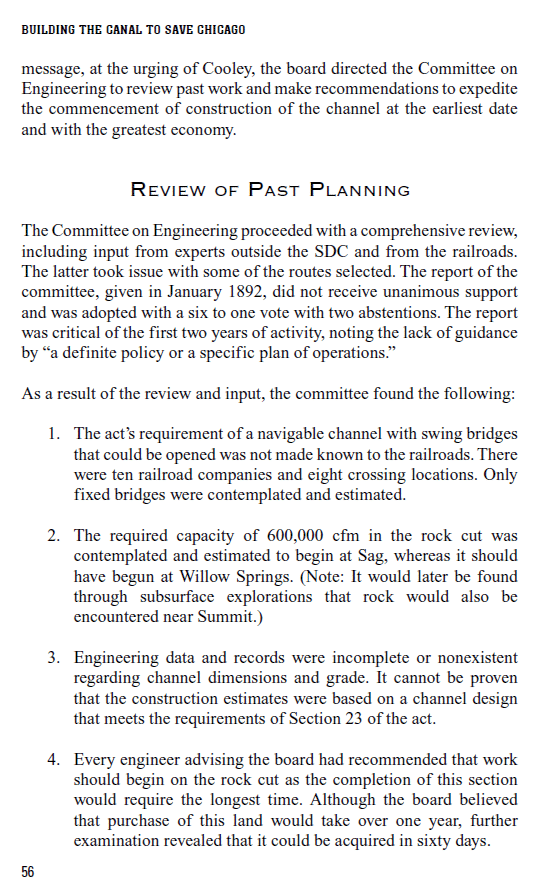 BUILDING THE CANAL TO SAVE CHICAGO
message, at the urging of Cooley, the board directed the Committee on
Engineering to review past work and make recommendations to expedite
the commencement of construction of the channel at the earliest date
and with the greatest economy.
Review of Past Planning
The Committee on Engineering proceeded with a comprehensive review,
including input from experts outside the SDC and from the railroads.
The latter took issue with some of the routes selected. The report of the
committee, given in January 1892, did not receive unanimous support
and was adopted with a six to one vote with two abstentions. The report
was critical of the first two years of activity, noting the lack of guidance
by “a definite policy or a specific plan of operations.”
As a result of the review and input, the committee found the following:
1. The act’s requirement of a navigable channel with swing bridges
that could be opened was not made known to the railroads. There
were ten railroad companies and eight crossing locations. Only
fixed bridges were contemplated and estimated.
2. The required capacity of 600,000 cfm in the rock cut was
contemplated and estimated to begin at Sag, whereas it should
have begun at Willow Springs. (Note: It would later be found
through subsurface explorations that rock would also be
encountered near Summit.)
3. Engineering data and records were incomplete or nonexistent
regarding channel dimensions and grade. It cannot be proven
that the construction estimates were based on a channel design
that meets the requirements of Section 23 of the act.
4. Every engineer advising the board had recommended that work
should begin on the rock cut as the completion of this section
would require the longest time. Although the board believed
that purchase of this land would take over one year, further
examination revealed that it could be acquired in sixty days.
56